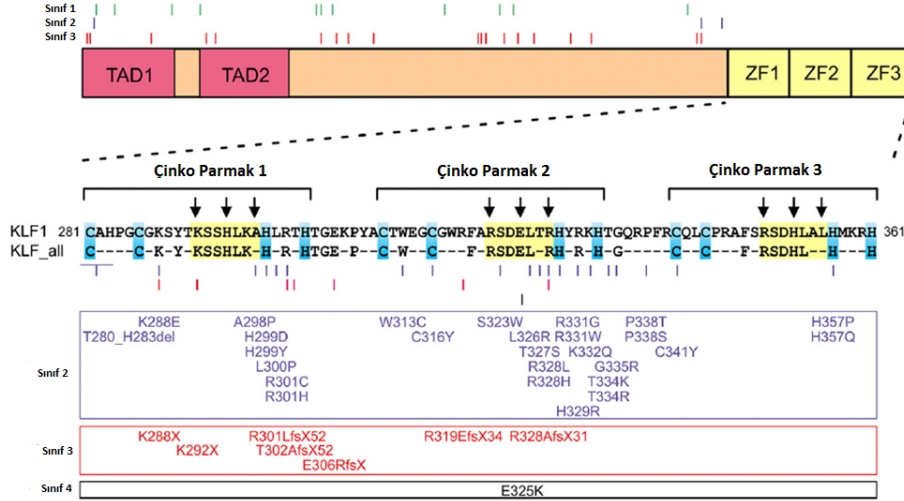 Sınıf 1
Sınıf 2
Sınıf 3
TAD1 TAD2 ZF1 ZF2 ZF3
Çinko Parmak 1 Çinko Parmak 2 Çinko Parmak 3
KLF1 281 CAHPGCGKSYTKSSHLKAHLRTHTGEKPYACTWEGCGWRFARSDELTRHYRKHTGQRPFRCQLCPRAFSRSDHLALHMKRH 361
KLF_all C----C--K-YKSSHLK-H-R-HTGE-P--C-W-C----F-RSDELTRH-R-H-G------C--C----F-RSDHL--H---H
K288E A298P W313C S323W R331G P338T H357P
T280_H283del H299D C316Y L326R R331W P338S H357Q
H299Y T327S K332Q C341Y
L300P R328L G335R
Sınıf 2 R301C R328H T334K
R301H T334R
H329R
K288X R301LfsX52 R319EfsX34 R328AfsX31
Sınıf 3 K292X T302AfsX52
E306RfsX
Sınıf 4 E325K